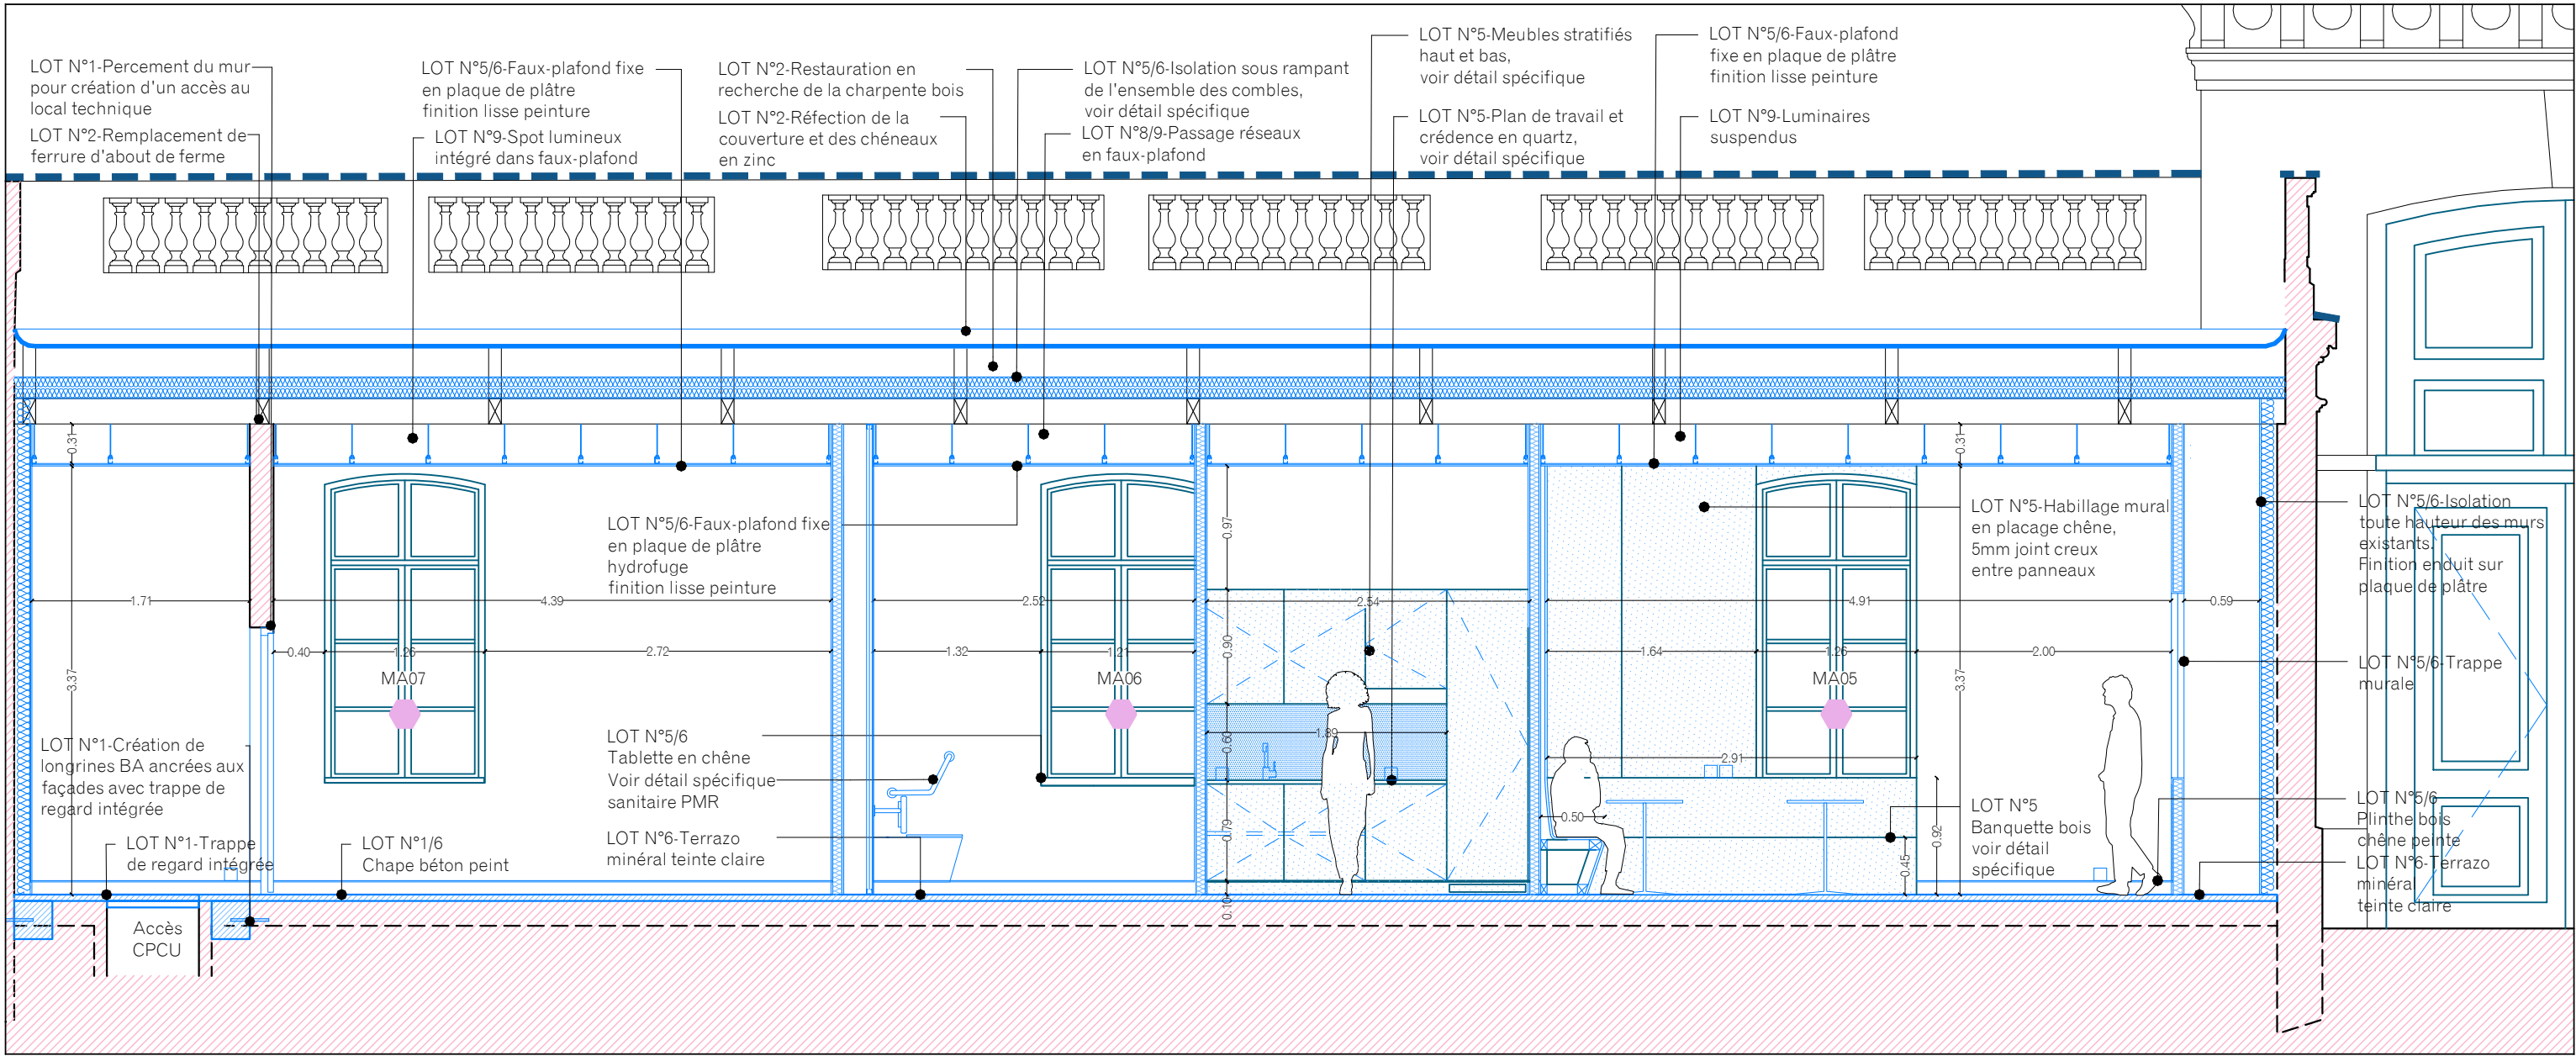 LOT N°1-Percement du mur
pour création d'un accès au
local technique
LOT N°2-Remplacement de
ferrure d'about de ferme
LOT N°5/6-Faux-plafond fixe
en plaque de plâtre
finition lisse peinture
LOT N°9-Spot lumineux
intégré dans faux-plafond
LOT N°2-Restauration en
recherche de la charpente bois
LOT N°2-Réfection de la
couverture et des chéneaux
en zinc
LOT N°5/6-Isolation sous rampant
de l'ensemble des combles,
voir détail spécifique
LOT N°8/9-Passage réseaux
en faux-plafond
LOT N°5-Meubles stratifiés
haut et bas,
voir détail spécifique
LOT N°5-Plan de travail et
crédence en quartz,
voir détail spécifique
LOT N°5/6-Faux-plafond
fixe en plaque de plâtre
finition lisse peinture
LOT N°9-Luminaires
suspendus
0.31
0.31
LOT N°5/6-Faux-plafond fixe
en plaque de plâtre
hydrofuge
finition lisse peinture
0.97
LOT N°5-Habillage mural
en placage chêne,
5mm joint creux
entre panneaux
LOT N°5/6-Isolation
toute hauteur des murs
existants.
Finition enduit sur
plaque de plâtre
1.71
4.39
2.52
2.54
4.91
0.59
0.40
1.26
2.72
1.32
1.21
0.90
1.64
1.26
2.00
3.37
3.37
MA07
MA06
MA05
LOT N°5/6-Trappe
murale
LOT N°1-Création de
longrines BA ancrées aux
façades avec trappe de
regard intégrée
LOT N°5/6
Tablette en chêne
Voir détail spécifique
sanitaire PMR
1.89
0.60
2.91
0.50
LOT N°5
Banquette bois
voir détail
spécifique
LOT N°5/6
Plinthe bois
chêne peinte
LOT N°6-Terrazo
minéral
teinte claire
LOT N°1-Trappe
de regard intégrée
LOT N°1/6
Chape béton peint
LOT N°6-Terrazo
minéral teinte claire
0.79
0.92
0.45
0.10
Accès
CPCU